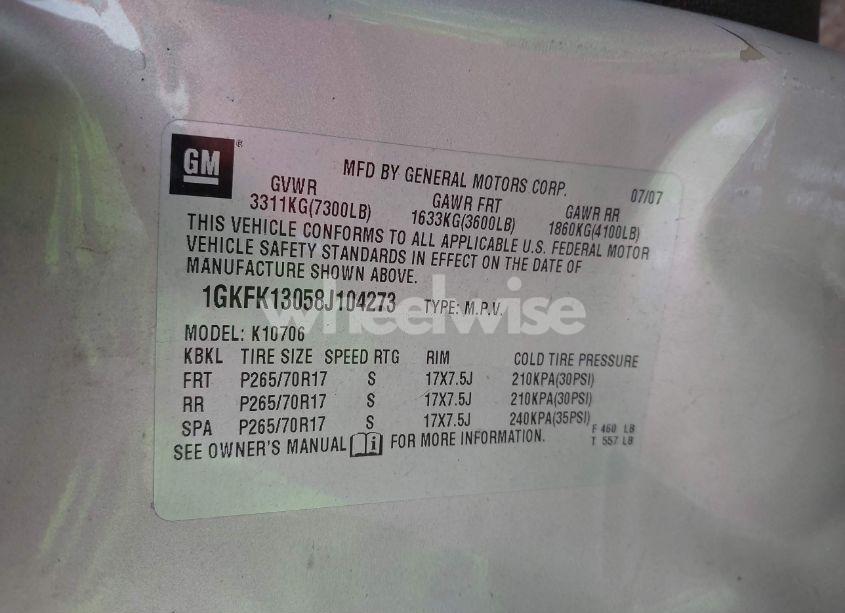 GM®
MFD BY GENERAL MOTORS CORP. 07/07
GVWR GAWR FRT GAWR RR
3311KG(7300LB) 1633KG(3600LB) 1860KG(4100LB)
THIS VEHICLE CONFORMS TO ALL APPLICABLE U.S. FEDERAL MOTOR
VEHICLE SAFETY STANDARDS IN EFFECT ON THE DATE OF
MANUFACTURE SHOWN ABOVE.
1GKFK13058J104273 TYPE: M.P.V.
wheelwise
MODEL: K10706
KBKL TIRE SIZE SPEED RTG RIM COLD TIRE PRESSURE
FRT P265/70R17 S 17X7.5J 210KPA(30PSI)
RR P265/70R17 S 17X7.5J 210KPA(30PSI)
SPA P265/70R17 S 17X7.5J 240KPA(35PSI)
F 460 LB
T 557 LB
SEE OWNER'S MANUAL FOR MORE INFORMATION.